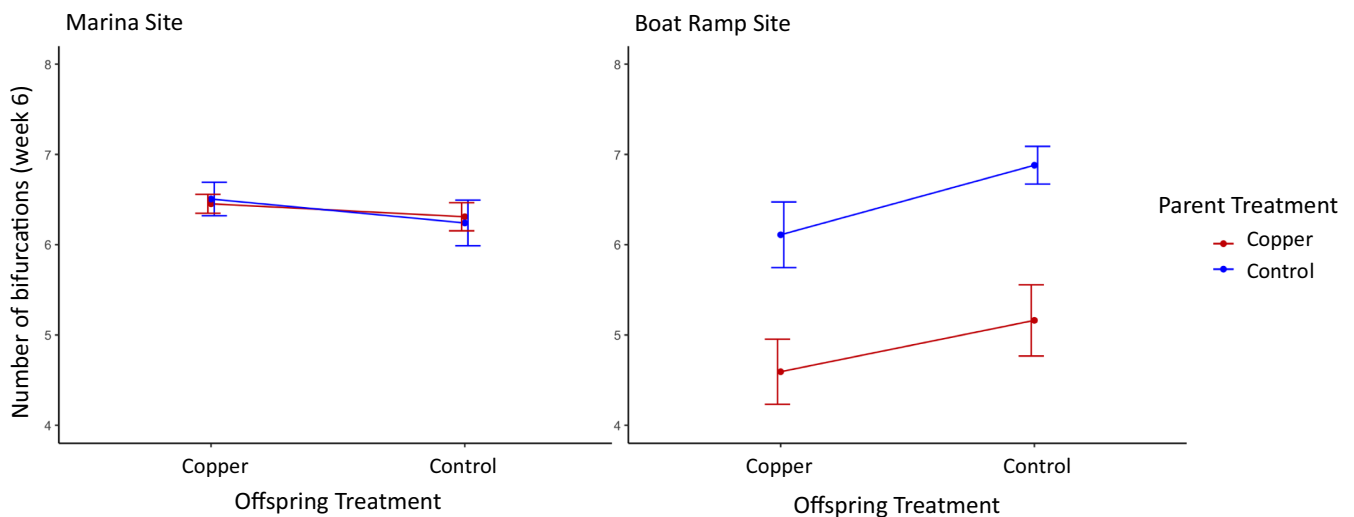 Marina Site
Boat Ramp Site
Number of bifurcations (week 6)
8
7
6
5
4
8
7
6
5
4
Copper
Control
Copper
Control
Offspring Treatment
Offspring Treatment
Parent Treatment
Copper
Control